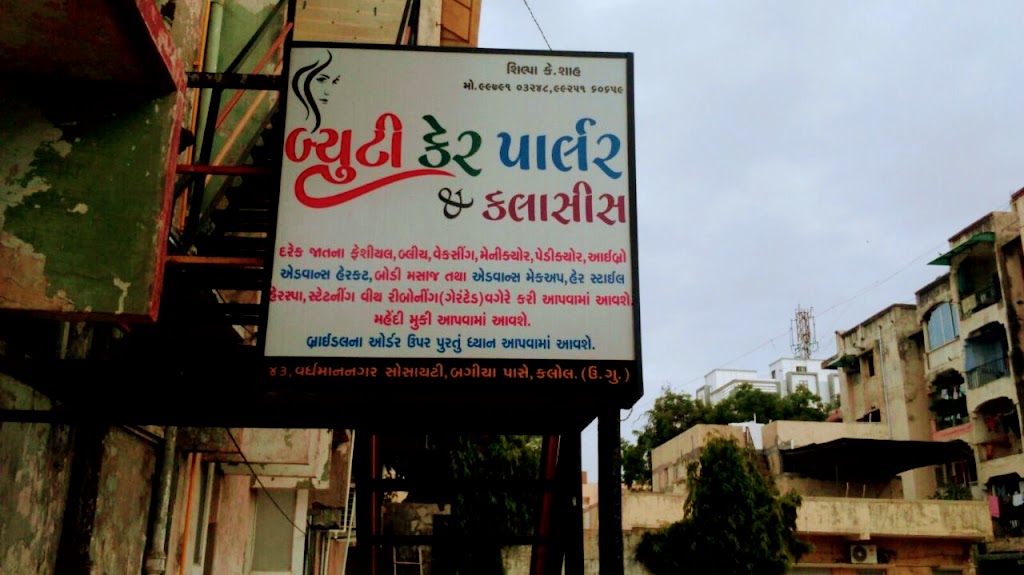 શિલ્પા કે.શાહ
મો.૯૯૭૯૧ ૦૩૨૪૮,૯૯૨૫૧ ૬૦૬૫૯
બ્યુટી કેર પાર્લર
& કલાસીસ
દરેક જાતના ફેશીયલ,બ્લીચ,વેકસીંગ,મેનીક્યોર,પેડીક્યોર,આઈબ્રો
એડવાન્સ હેરકટ,બોડી મસાજ તથા એડવાન્સ મેકઅપ,હેર સ્ટાઈલ
હેરસ્પા,સ્ટેટનીંગ વીથ રીબોનીંગ(ગેરંટેડ)વગેરે કરી આપવામાં આવશે.
મહેંદી મુકી આપવામાં આવશે.
બ્રાઈડલના ઓર્ડર ઉપર પુરતું ધ્યાન આપવામાં આવશે.
૪૩,વર્ધમાનનગર સોસાયટી,બગીચા પાસે,કલોલ.(ઉ.ગુ.)